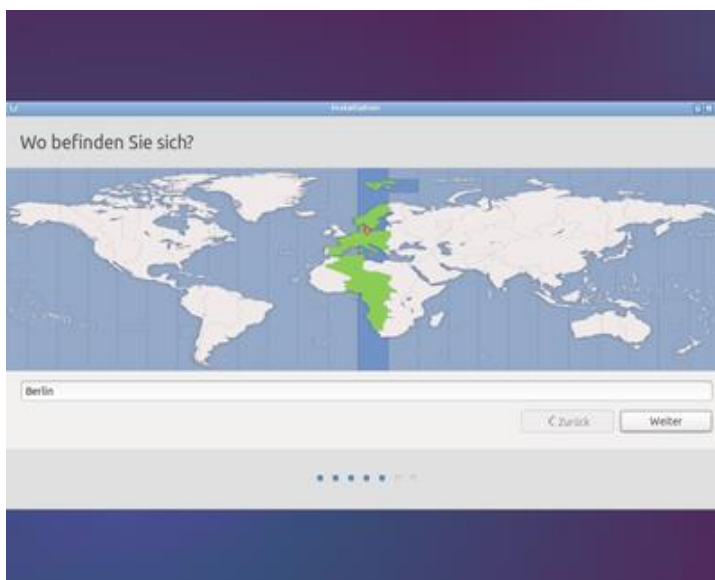 Installation
Wo befinden Sie sich?
Berlin
Zurück
Weiter